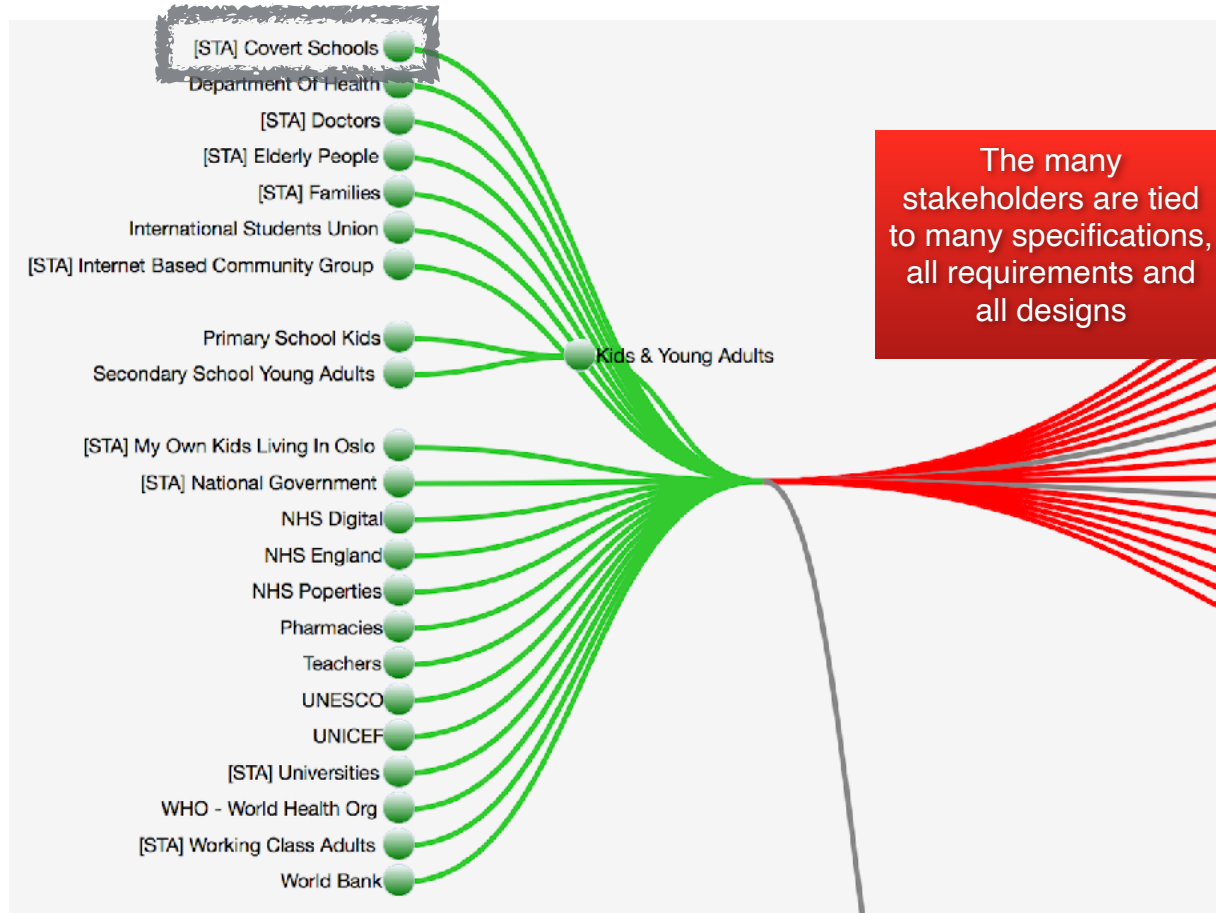 [STA] Covert Schools
Department Of Health
[STA] Doctors
[STA] Elderly People
[STA] Families
International Students Union
[STA] Internet Based Community Group
Primary School Kids
Kids & Young Adults
Secondary School Young Adults
[STA] My Own Kids Living In Oslo
[STA] National Government
NHS Digital
NHS England
NHS Poperties
Pharmacies
Teachers
UNESCO
UNICEF
[STA] Universities
WHO - World Health Org
[STA] Working Class Adults
World Bank
The many
stakeholders are tied
to many specifications,
all requirements and
all designs